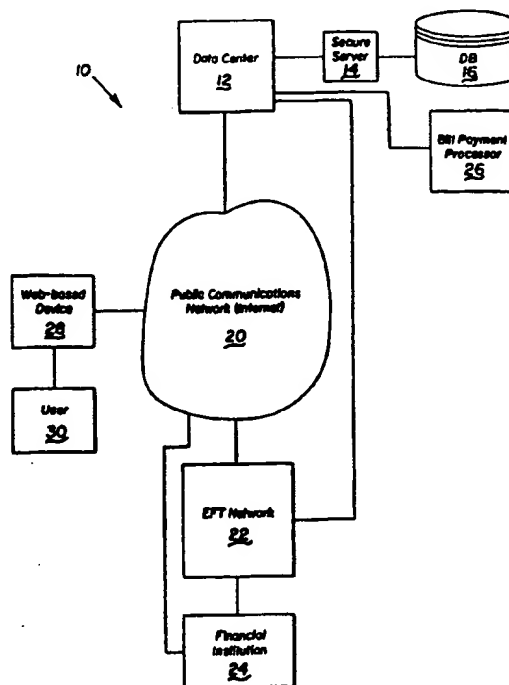 10
Data Center
12
Secure
Server
14
DB
16
Bill Payment
Processor
26
Public Communications
Network (Internet)
20
Web-based
Device
28
User
30
EFT Network
22
Financial
Institution
24